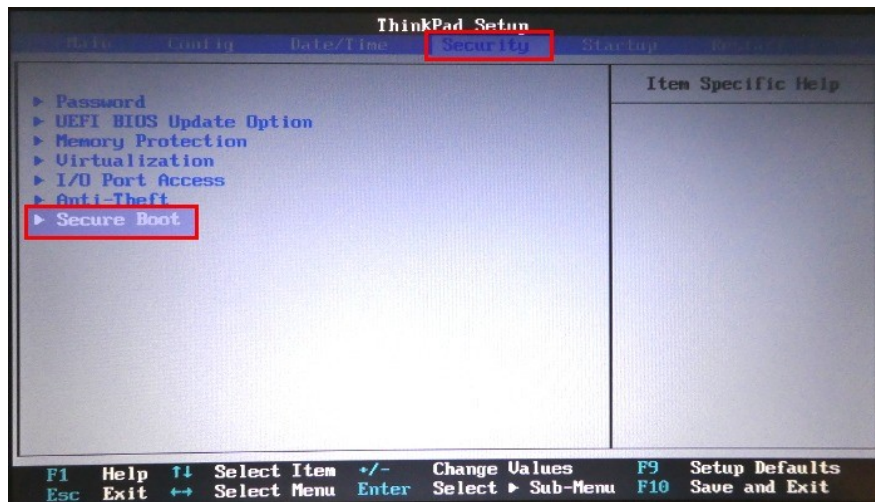 ThinkPad Setup
Main Config Date/Time Security Startup Restart
Item Specific Help
▶ Password
▶ UEFI BIOS Update Option
▶ Memory Protection
▶ Virtualization
▶ I/O Port Access
▶ Anti-Theft
▶ Secure Boot
F1 Help ↑↓ Select Item +/- Change Values F9 Setup Defaults
Esc Exit ↔ Select Menu Enter Select ▶ Sub-Menu F10 Save and Exit